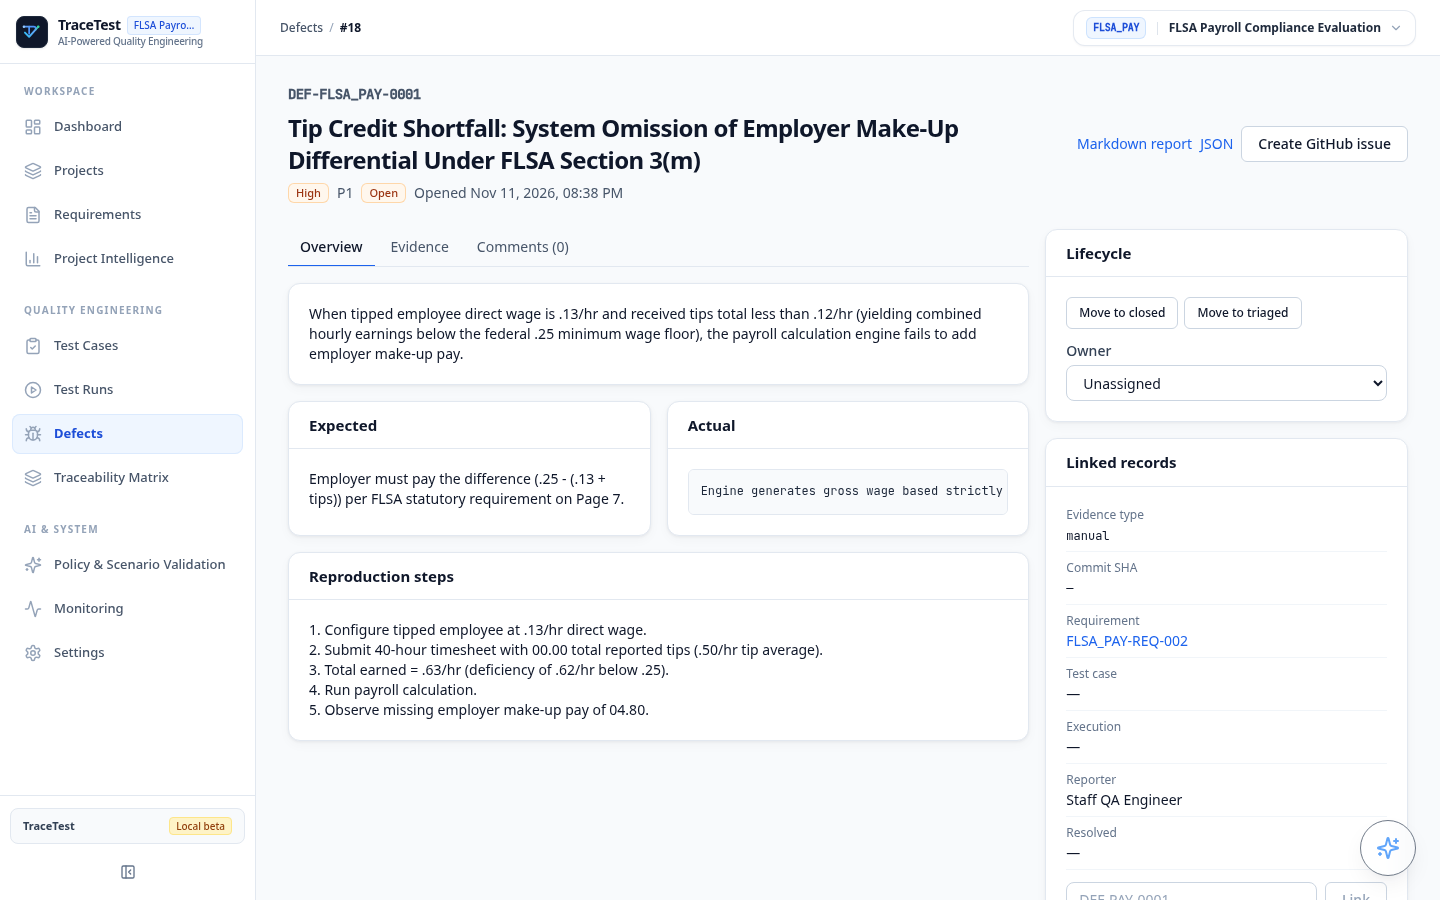 TraceTest
FLSA Payro...
AI-Powered Quality Engineering
WORKSPACE
Dashboard
Projects
Requirements
Project Intelligence
QUALITY ENGINEERING
Test Cases
Test Runs
Defects
Traceability Matrix
AI & SYSTEM
Policy & Scenario Validation
Monitoring
Settings
TraceTest
Local beta
Defects / #18
FLSA_PAY
FLSA Payroll Compliance Evaluation
DEF-FLSA_PAY-0001
Tip Credit Shortfall: System Omission of Employer Make-Up
Differential Under FLSA Section 3(m)
High P1 Open Opened Nov 11, 2026, 08:38 PM
Markdown report JSON Create GitHub issue
Overview Evidence Comments (0)
When tipped employee direct wage is .13/hr and received tips total less than .12/hr (yielding combined
hourly earnings below the federal .25 minimum wage floor), the payroll calculation engine fails to add
employer make-up pay.
Expected
Employer must pay the difference (.25 - (.13 +
tips)) per FLSA statutory requirement on Page 7.
Actual
Engine generates gross wage based strictly
Reproduction steps
1. Configure tipped employee at .13/hr direct wage.
2. Submit 40-hour timesheet with 00.00 total reported tips (.50/hr tip average).
3. Total earned = .63/hr (deficiency of .62/hr below .25).
4. Run payroll calculation.
5. Observe missing employer make-up pay of 04.80.
Lifecycle
Move to closed Move to triaged
Owner
Unassigned
Linked records
Evidence type
manual
Commit SHA
—
Requirement
FLSA_PAY-REQ-002
Test case
—
Execution
—
Reporter
Staff QA Engineer
Resolved
—
DEF-PAY-0001
Link